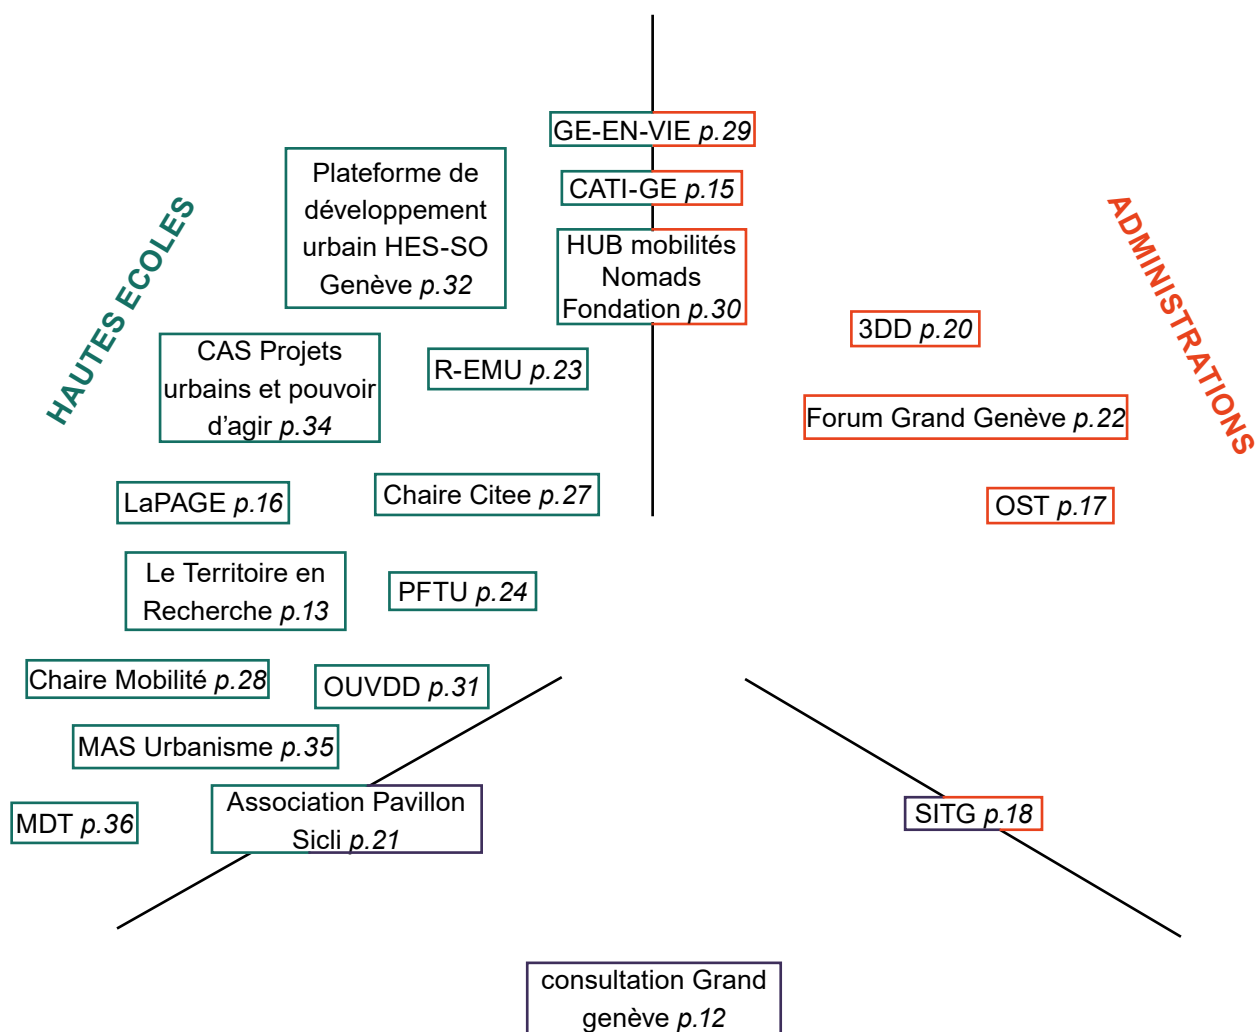 GE-EN-VIE p.29
CATI-GE p.15
HUB mobilités
Nomads
Fondation p.30
Plateforme de
développement
urbain HES-SO
Genève p.32
HAUTES ECOLES
ADMINISTRATIONS
3DD p.20
CAS Projets
urbains et pouvoir
d'agir p.34
R-EMU p.23
Forum Grand Genève p.22
LaPAGE p.16
Chaire Citee p.27
OST p.17
Le Territoire en
Recherche p.13
PFTU p.24
Chaire Mobilité p.28
OUVDD p.31
MAS Urbanisme p.35
MDT p.36
Association Pavillon
Sicli p.21
SITG p.18
consultation Grand
genève p.12